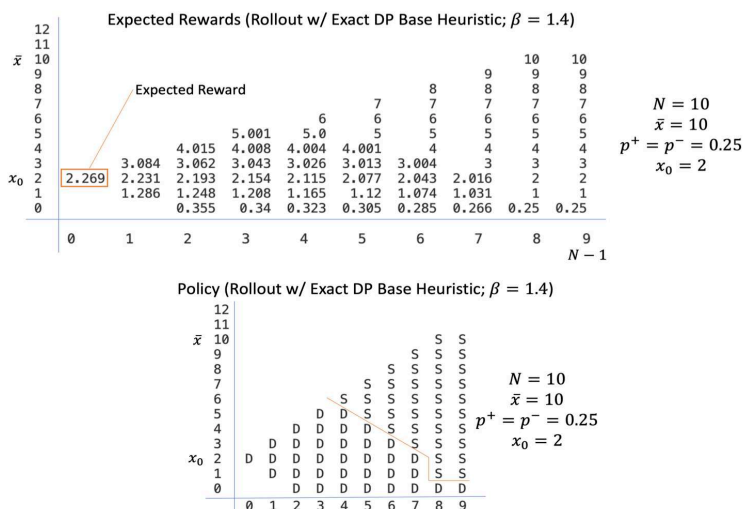 Expected Rewards (Rollout w/ Exact DP Base Heuristic; β = 1.4)
12
11
x̄ 10 10 10
9 9 9 9
Expected Reward
8 8 8 8 8
7 7 7 7 7 7
6 6 6 6 6 6 6
5 5.001 5.0 5 5 5 5 5
4 4.015 4.008 4.004 4.001 4 4 4 4
3 3.084 3.062 3.043 3.026 3.013 3.004 3 3 3
x₀ 2 2.269 2.231 2.193 2.154 2.115 2.077 2.043 2.016 2 2
1 1.286 1.248 1.208 1.165 1.12 1.074 1.031 1 1
0 0.355 0.34 0.323 0.305 0.285 0.266 0.25 0.25
0 1 2 3 4 5 6 7 8 9
N − 1
N = 10
x̄ = 10
p⁺ = p⁻ = 0.25
x₀ = 2
Policy (Rollout w/ Exact DP Base Heuristic; β = 1.4)
12
11
x̄ 10 S S
9 S S S
8 S S S S
7 S S S S S
6 S S S S S S
5 D D S S S S S
4 D D D D S S S S
3 D D D D D D S S S
x₀ 2 D D D D D D D D S S
1 D D D D D D D S S
0 D D D D D D D D
0 1 2 3 4 5 6 7 8 9
N = 10
x̄ = 10
p⁺ = p⁻ = 0.25
x₀ = 2